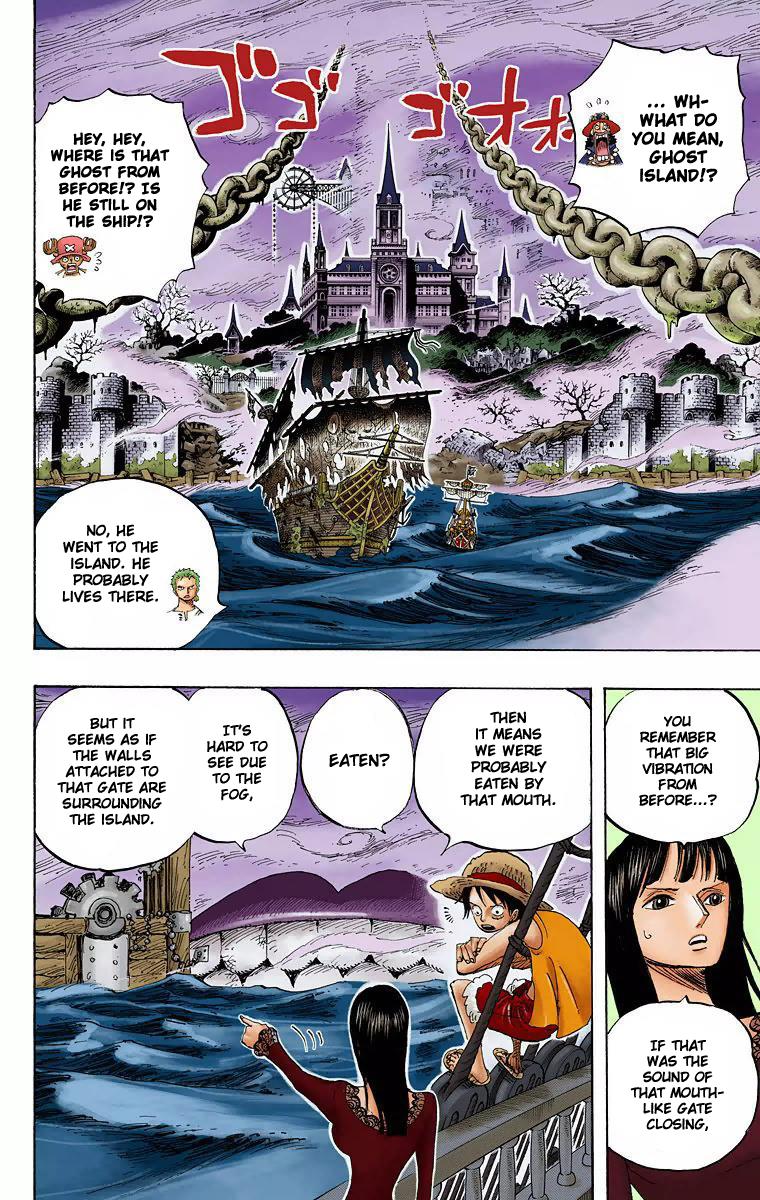 ... WH-
WHAT DO
YOU MEAN,
GHOST
ISLAND!?
ゴゴゴ
ゴオオオ
HEY, HEY,
WHERE IS THAT
GHOST FROM
BEFORE!? IS
HE STILL ON
THE SHIP!?
NO, HE
WENT TO THE
ISLAND. HE
PROBABLY
LIVES THERE.
YOU
REMEMBER
THAT BIG
VIBRATION
FROM
BEFORE...?
IF THAT
WAS THE
SOUND OF
THAT MOUTH-
LIKE GATE
CLOSING,
THEN
IT MEANS
WE WERE
PROBABLY
EATEN BY
THAT MOUTH.
EATEN?
IT'S
HARD TO
SEE DUE
TO THE
FOG,
BUT IT
SEEMS AS IF
THE WALLS
ATTACHED TO
THAT GATE ARE
SURROUNDING
THE ISLAND.